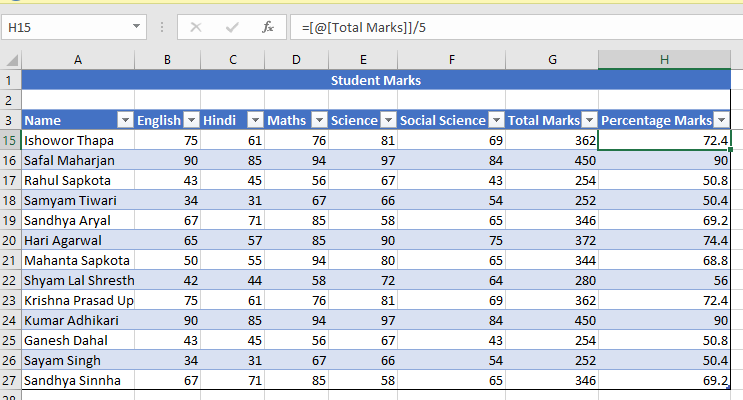 H15 fx =[@[Total Marks]]/5
A B C D E F G H
1 Student Marks
2
3 Name English Hindi Maths Science Social Science Total Marks Percentage Marks
15 Ishowor Thapa 75 61 76 81 69 362 72.4
16 Safal Maharjan 90 85 94 97 84 450 90
17 Rahul Sapkota 43 45 56 67 43 254 50.8
18 Samyam Tiwari 34 31 67 66 54 252 50.4
19 Sandhya Aryal 67 71 85 58 65 346 69.2
20 Hari Agarwal 65 57 85 90 75 372 74.4
21 Mahanta Sapkota 50 55 94 80 65 344 68.8
22 Shyam Lal Shresth 42 44 58 72 64 280 56
23 Krishna Prasad Up 75 61 76 81 69 362 72.4
24 Kumar Adhikari 90 85 94 97 84 450 90
25 Ganesh Dahal 43 45 56 67 43 254 50.8
26 Sayam Singh 34 31 67 66 54 252 50.4
27 Sandhya Sinnha 67 71 85 58 65 346 69.2